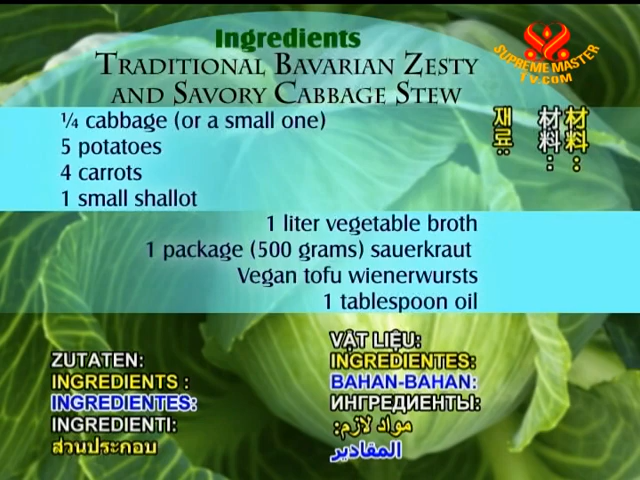 Ingredients
TRADITIONAL BAVARIAN ZESTY
AND SAVORY CABBAGE STEW
SUPREME MASTER
TV.COM
¼ cabbage (or a small one)
5 potatoes
4 carrots
1 small shallot
재료:
材料:
材料:
1 liter vegetable broth
1 package (500 grams) sauerkraut
Vegan tofu wienerwursts
1 tablespoon oil
ZUTATEN:
INGREDIENTS :
INGREDIENTES:
INGREDIENTI:
ส่วนประกอบ
VẬT LIỆU:
INGREDIENTES:
BAHAN-BAHAN:
ИНГРЕДИЕНТЫ:
مواد لازم:
المقادير